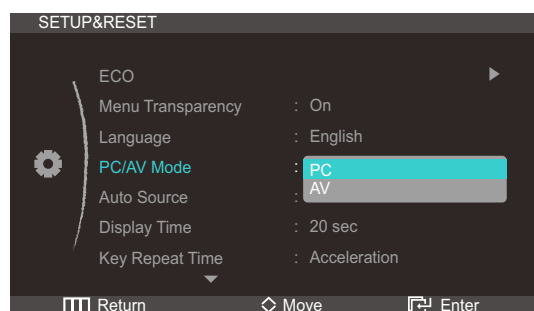 SETUP&RESET
ECO
Menu Transparency : On
Language : English
PC/AV Mode : PC
AV
Auto Source :
Display Time : 20 sec
Key Repeat Time : Acceleration
Return Move Enter